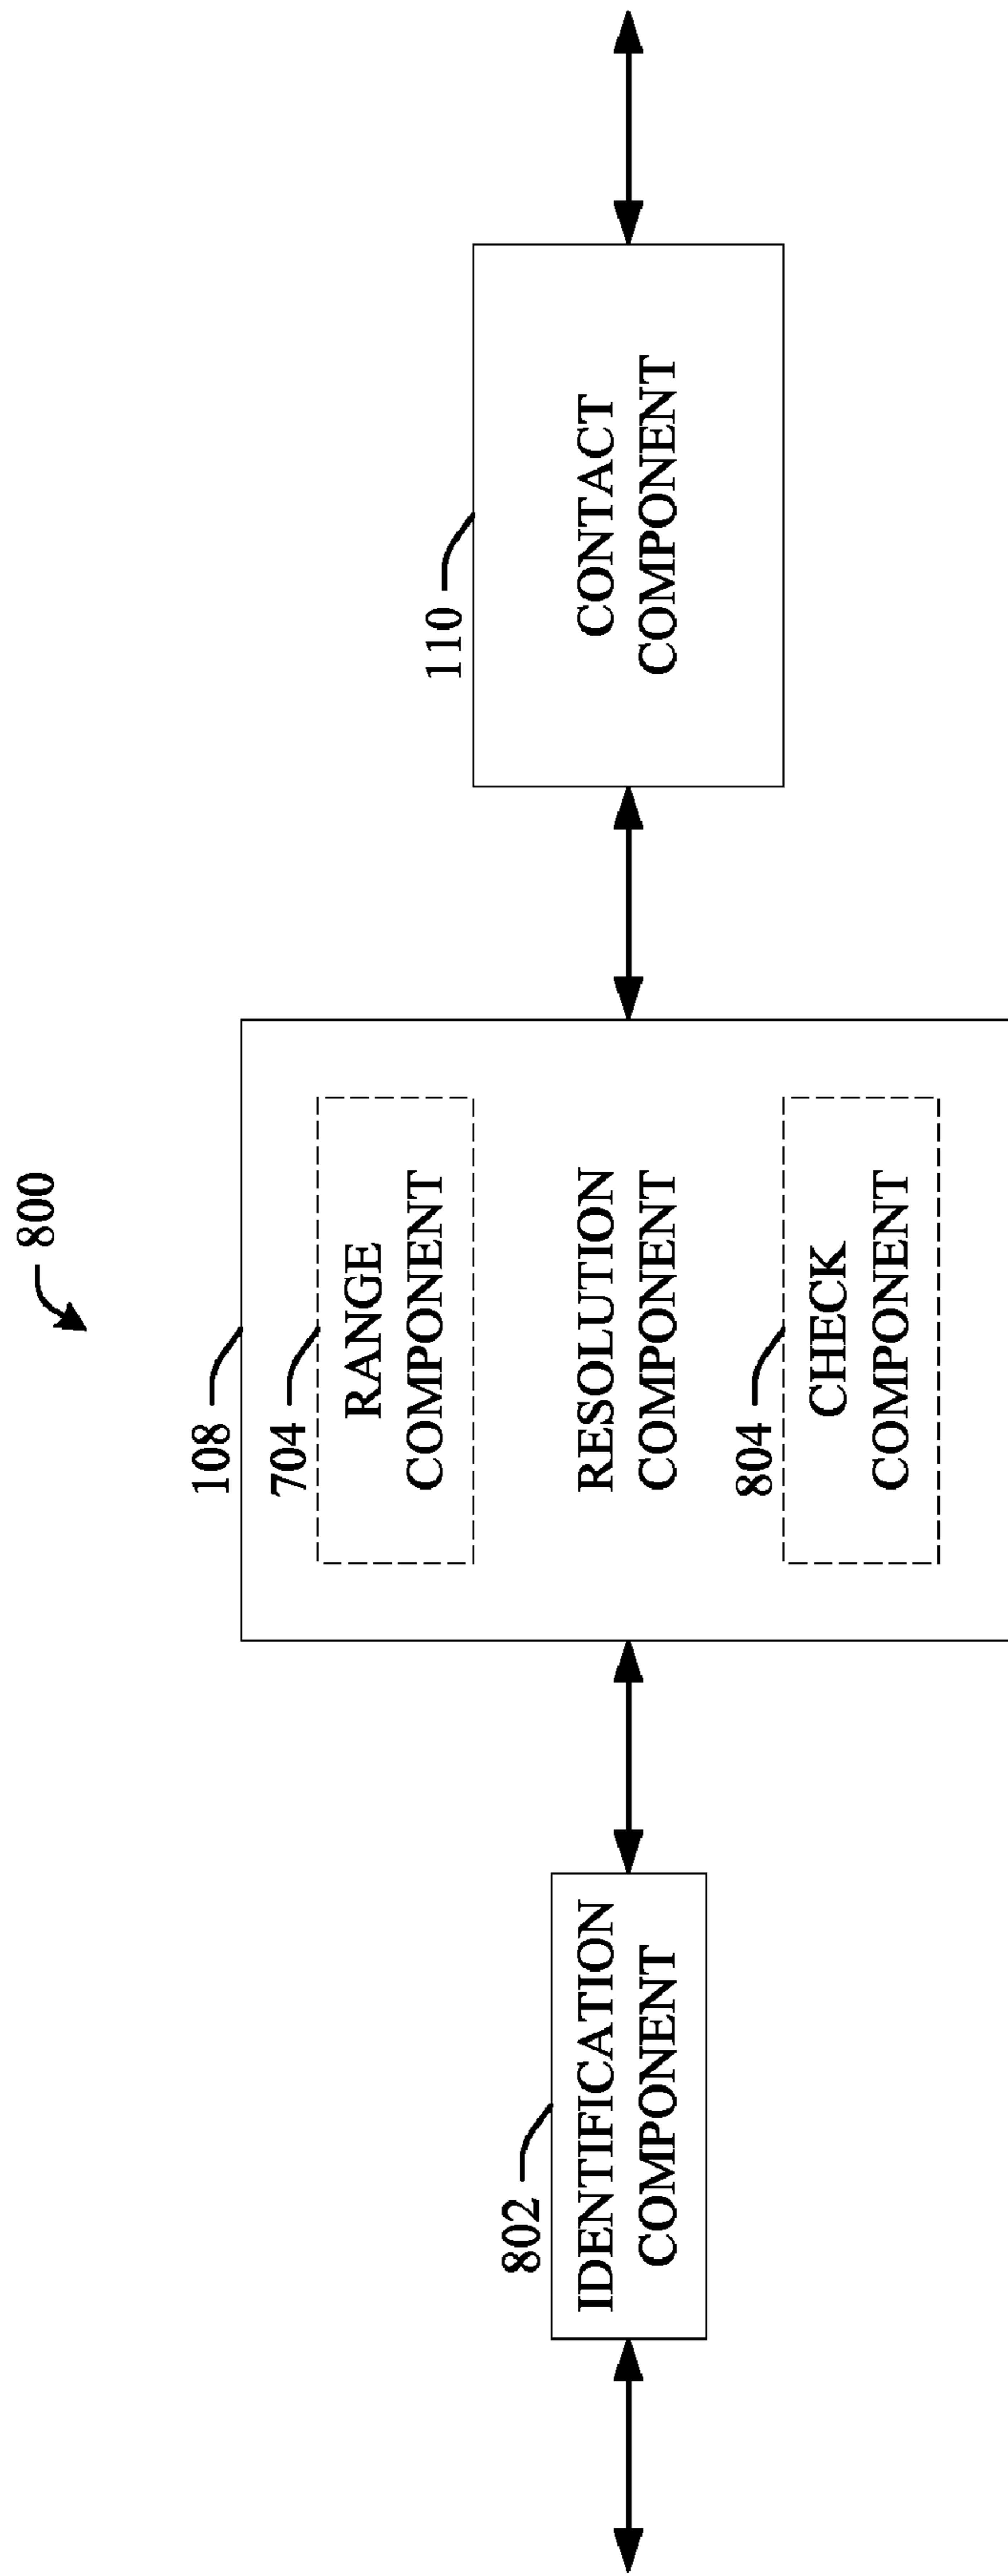 800
108
704
RANGE
COMPONENT
RESOLUTION
COMPONENT
804
CHECK
COMPONENT
802
IDENTIFICATION
COMPONENT
110
CONTACT
COMPONENT